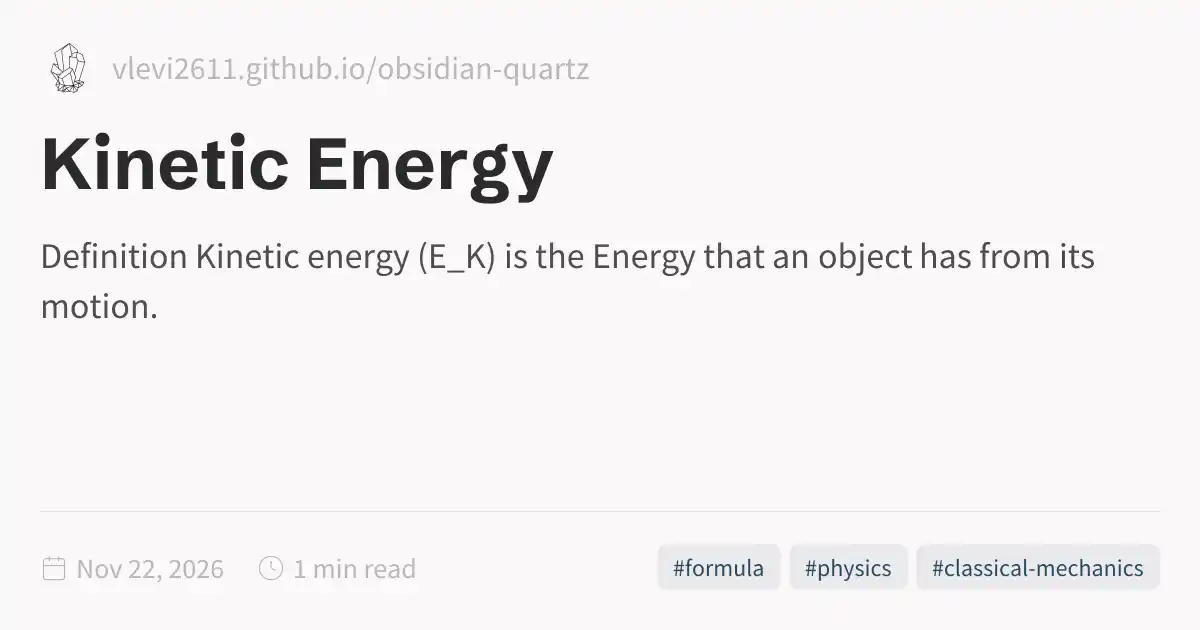 vlevi2611.github.io/obsidian-quartz
Kinetic Energy
Definition Kinetic energy (E_K) is the Energy that an object has from its
motion.
Nov 22, 2026 1 min read #formula #physics #classical-mechanics